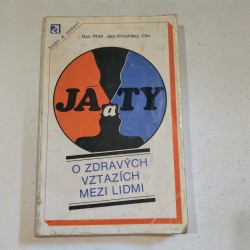 Doc. PhDr. Jaro Křivohlavý, CSc.
JÁ a TY
O ZDRAVÝCH
VZTAZÍCH
MEZI LIDMI